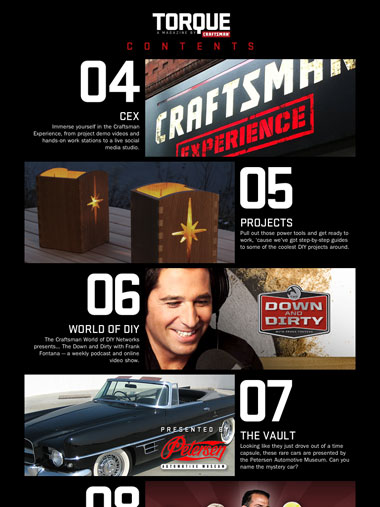 TORQUE
A MAGAZINE BY CRAFTSMAN
CONTENTS
04
CEX
Immerse yourself in the Craftsman
Experience, from project demo videos and
hands-on work stations to a live social
media studio.
CRAFTSMAN
EXPERIENCE
05
PROJECTS
Pull out those power tools and get ready to
work, 'cause we've got step-by-step guides
to some of the coolest DIY projects around.
06
WORLD OF DIY
The Craftsman World of DIY Networks
presents... The Down and Dirty with Frank
Fontana – a weekly podcast and online
video show.
DOWN
AND
DIRTY
WITH FRANK FONTANA
07
THE VAULT
Looking like they just drove out of a time
capsule, these rare cars are presented by
the Petersen Automotive Museum. Can you
name the mystery car?
PRESENTED BY
Petersen
AUTOMOTIVE MUSEUM
08